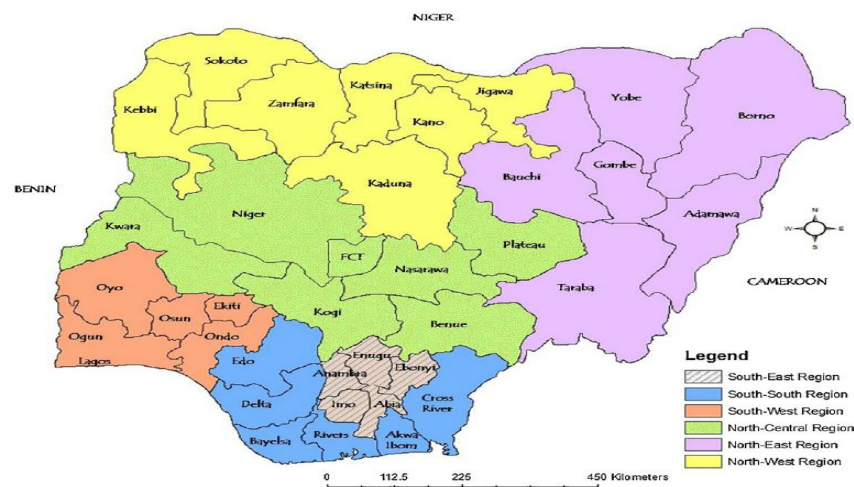 NIGER
Sokoto
Katsina
Jigawa
Yobe
Borno
Kebbi
Zamfara
Kano
Gombe
Bauchi
Kaduna
BENIN
Niger
Adamawa
Kwara
N
W E
S
Plateau
FCT
Nasarawa
CAMEROON
Taraba
Oyo
Ekiti
Osun
Kogi
Benue
Ogun
Ondo
Lagos
Edo
Enugu
Anambra
Ebonyi
Imo
Abia
Cross
River
Delta
Bayelsa
Rivers
Akwa
Ibom
Legend
South-East Region
South-South Region
South-West Region
North-Central Region
North-East Region
North-West Region
0 112.5 225 450 Kilometers